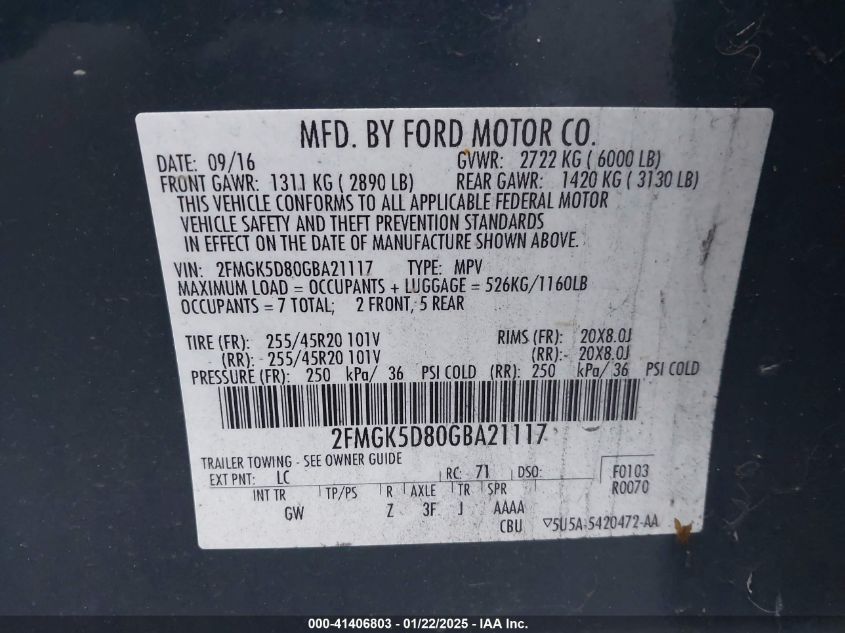 MFD. BY FORD MOTOR CO.
DATE: 09/16 GVWR: 2722 KG ( 6000 LB)
FRONT GAWR: 1311 KG ( 2890 LB) REAR GAWR: 1420 KG ( 3130 LB)
THIS VEHICLE CONFORMS TO ALL APPLICABLE FEDERAL MOTOR
VEHICLE SAFETY AND THEFT PREVENTION STANDARDS
IN EFFECT ON THE DATE OF MANUFACTURE SHOWN ABOVE.
VIN: 2FMGK5D80GBA21117 TYPE: MPV
MAXIMUM LOAD = OCCUPANTS + LUGGAGE = 526KG/1160LB
OCCUPANTS = 7 TOTAL; 2 FRONT, 5 REAR
TIRE (FR): 255/45R20 101V RIMS (FR): 20X8.0J
(RR): 255/45R20 101V (RR): 20X8.0J
PRESSURE (FR): 250 kPa/ 36 PSI COLD (RR): 250 kPa/ 36 PSI COLD
2FMGK5D80GBA21117
TRAILER TOWING - SEE OWNER GUIDE
EXT PNT: LC RC: 71 DSO: F0103
INT TR TP/PS R AXLE TR SPR R0070
GW Z 3F J AAAA
CBU ▽5U5A-5420472-AA
000-41406803 - 01/22/2025 - IAA Inc.